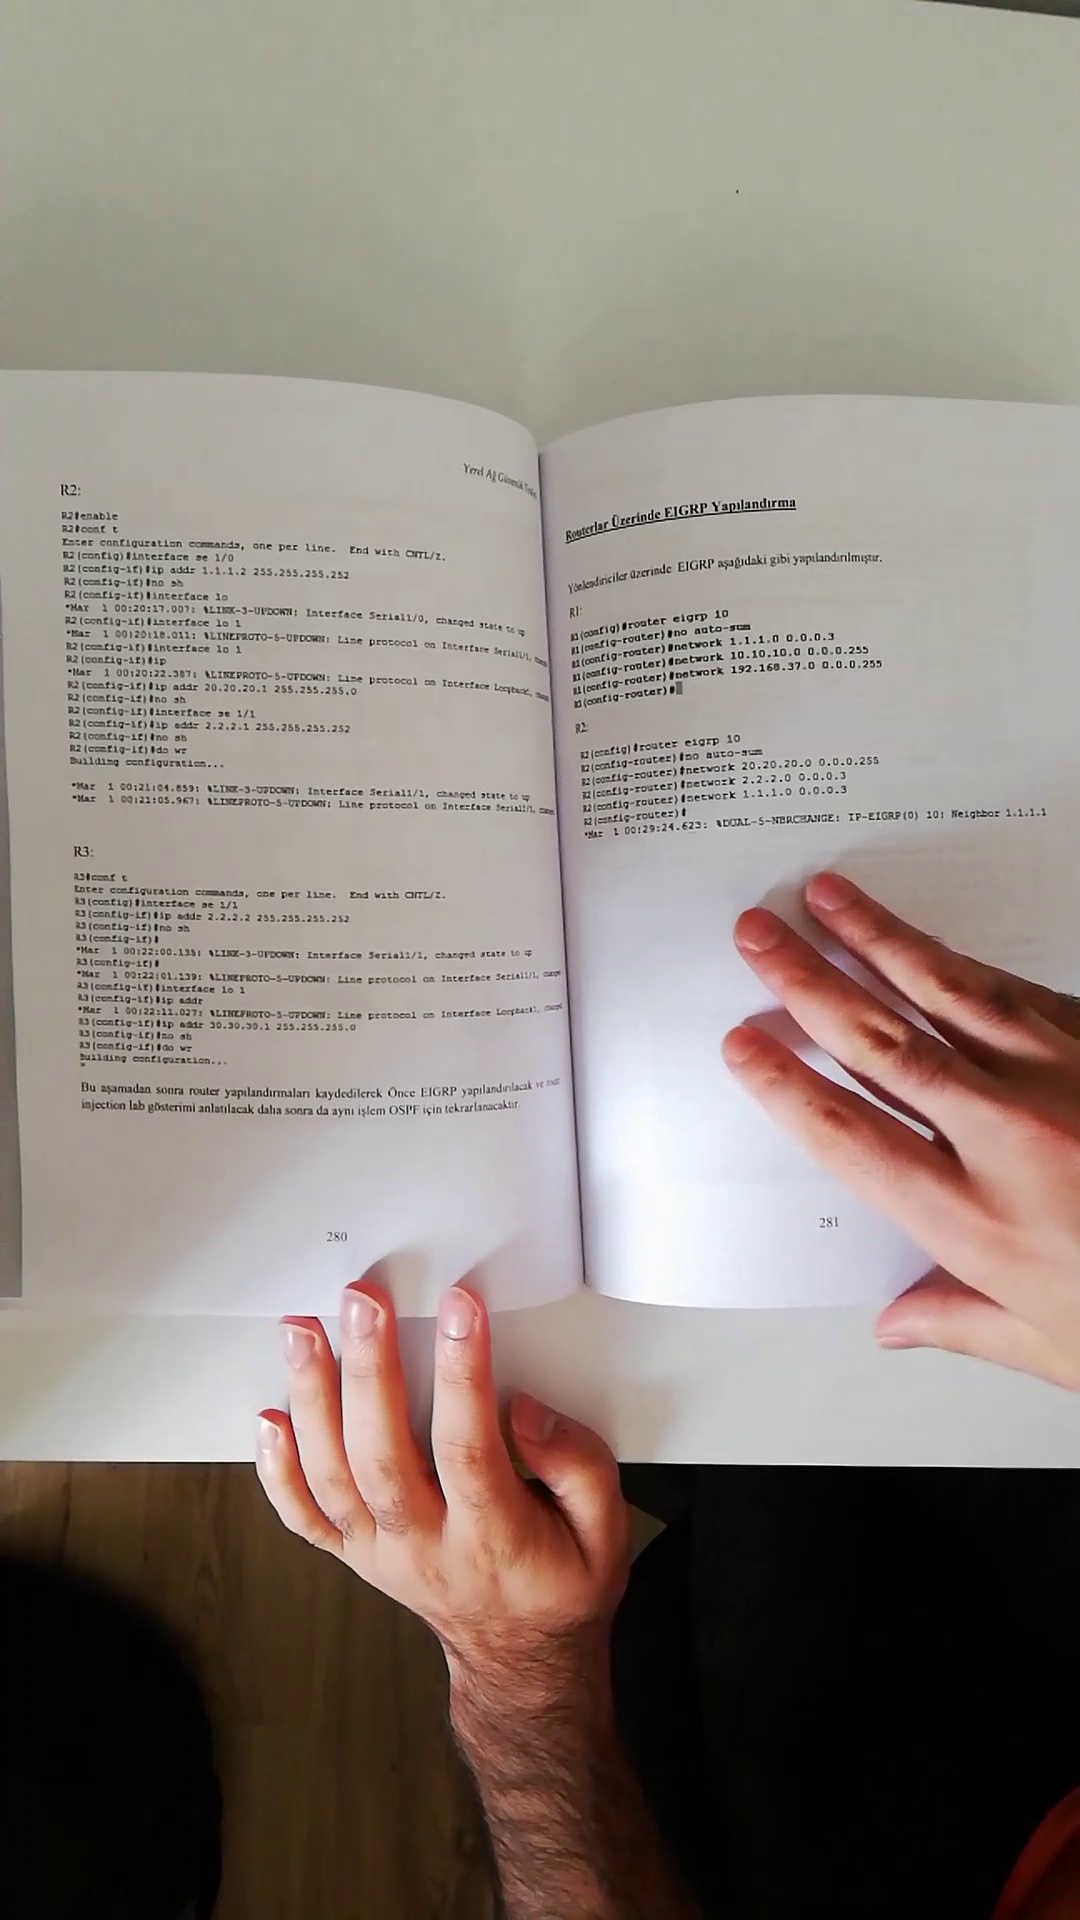 Yerel Ağ Güvenlik
R2:
R2#enable
R2#conf t
Enter configuration commands, one per line.  End with CNTL/Z.
R2(config)#interface se 1/0
R2(config-if)#ip addr 1.1.1.2 255.255.255.252
R2(config-if)#no sh
R2(config-if)#interface lo
*Mar  1 00:20:17.007: %LINK-3-UPDOWN: Interface Serial1/0, changed state to up
R2(config-if)#interface lo 1
*Mar  1 00:20:18.011: %LINEPROTO-5-UPDOWN: Line protocol on Interface Serial1/
R2(config-if)#interface lo 1
R2(config-if)#ip
*Mar  1 00:20:22.387: %LINEPROTO-5-UPDOWN: Line protocol on Interface Loopback1,
R2(config-if)#ip addr 20.20.20.1 255.255.255.0
R2(config-if)#no sh
R2(config-if)#interface se 1/1
R2(config-if)#ip addr 2.2.2.1 255.255.255.252
R2(config-if)#no sh
R2(config-if)#do wr
Building configuration...
*Mar  1 00:21:04.859: %LINK-3-UPDOWN: Interface Serial1/1, changed state to up
*Mar  1 00:21:05.967: %LINEPROTO-5-UPDOWN: Line protocol on Interface Serial1/1,
R3:
R3#conf t
Enter configuration commands, one per line.  End with CNTL/Z.
R3(config)#interface se 1/1
R3(config-if)#ip addr 2.2.2.2 255.255.255.252
R3(config-if)#no sh
R3(config-if)#
*Mar  1 00:22:00.135: %LINK-3-UPDOWN: Interface Serial1/1, changed state to up
R3(config-if)#
*Mar  1 00:22:01.139: %LINEPROTO-5-UPDOWN: Line protocol on Interface Serial1/1,
R3(config-if)#interface lo 1
R3(config-if)#ip addr
*Mar  1 00:22:11.027: %LINEPROTO-5-UPDOWN: Line protocol on Interface Loopback1,
R3(config-if)#ip addr 30.30.30.1 255.255.255.0
R3(config-if)#no sh
R3(config-if)#do wr
Building configuration...
Bu aşamadan sonra router yapılandırmaları kaydedilerek Önce EIGRP yapılandırılacak ve
injection lab gösterimi anlatılacak daha sonra da aynı işlem OSPF için tekrarlanacaktır.
280
Routerlar Üzerinde EIGRP Yapılandırma
Yönlendiriciler üzerinde EIGRP aşağıdaki gibi yapılandırılmıştır.
R1:
R1(config)#router eigrp 10
R1(config-router)#no auto-sum
R1(config-router)#network 1.1.1.0 0.0.0.3
R1(config-router)#network 10.10.10.0 0.0.0.255
R1(config-router)#network 192.168.37.0 0.0.0.255
R1(config-router)#
R2:
R2(config)#router eigrp 10
R2(config-router)#no auto-sum
R2(config-router)#network 20.20.20.0 0.0.0.255
R2(config-router)#network 2.2.2.0 0.0.0.3
R2(config-router)#network 1.1.1.0 0.0.0.3
R2(config-router)#
*Mar  1 00:29:24.623: %DUAL-5-NBRCHANGE: IP-EIGRP(0) 10: Neighbor 1.1.1.1
281